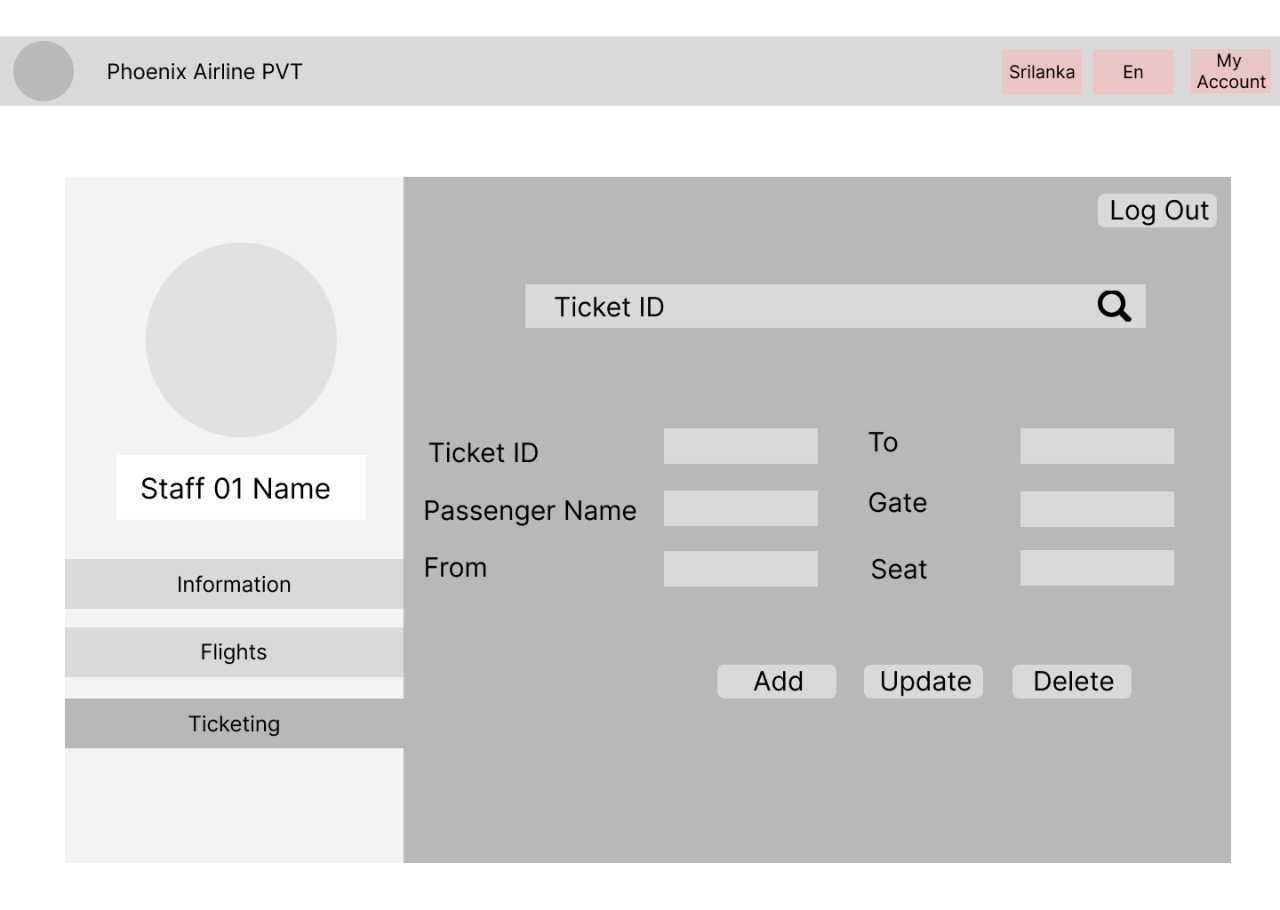 Phoenix Airline PVT
Srilanka
En
My
Account
Log Out
Ticket ID
Staff 01 Name
Information
Flights
Ticketing
Ticket ID
To
Passenger Name
Gate
From
Seat
Add
Update
Delete